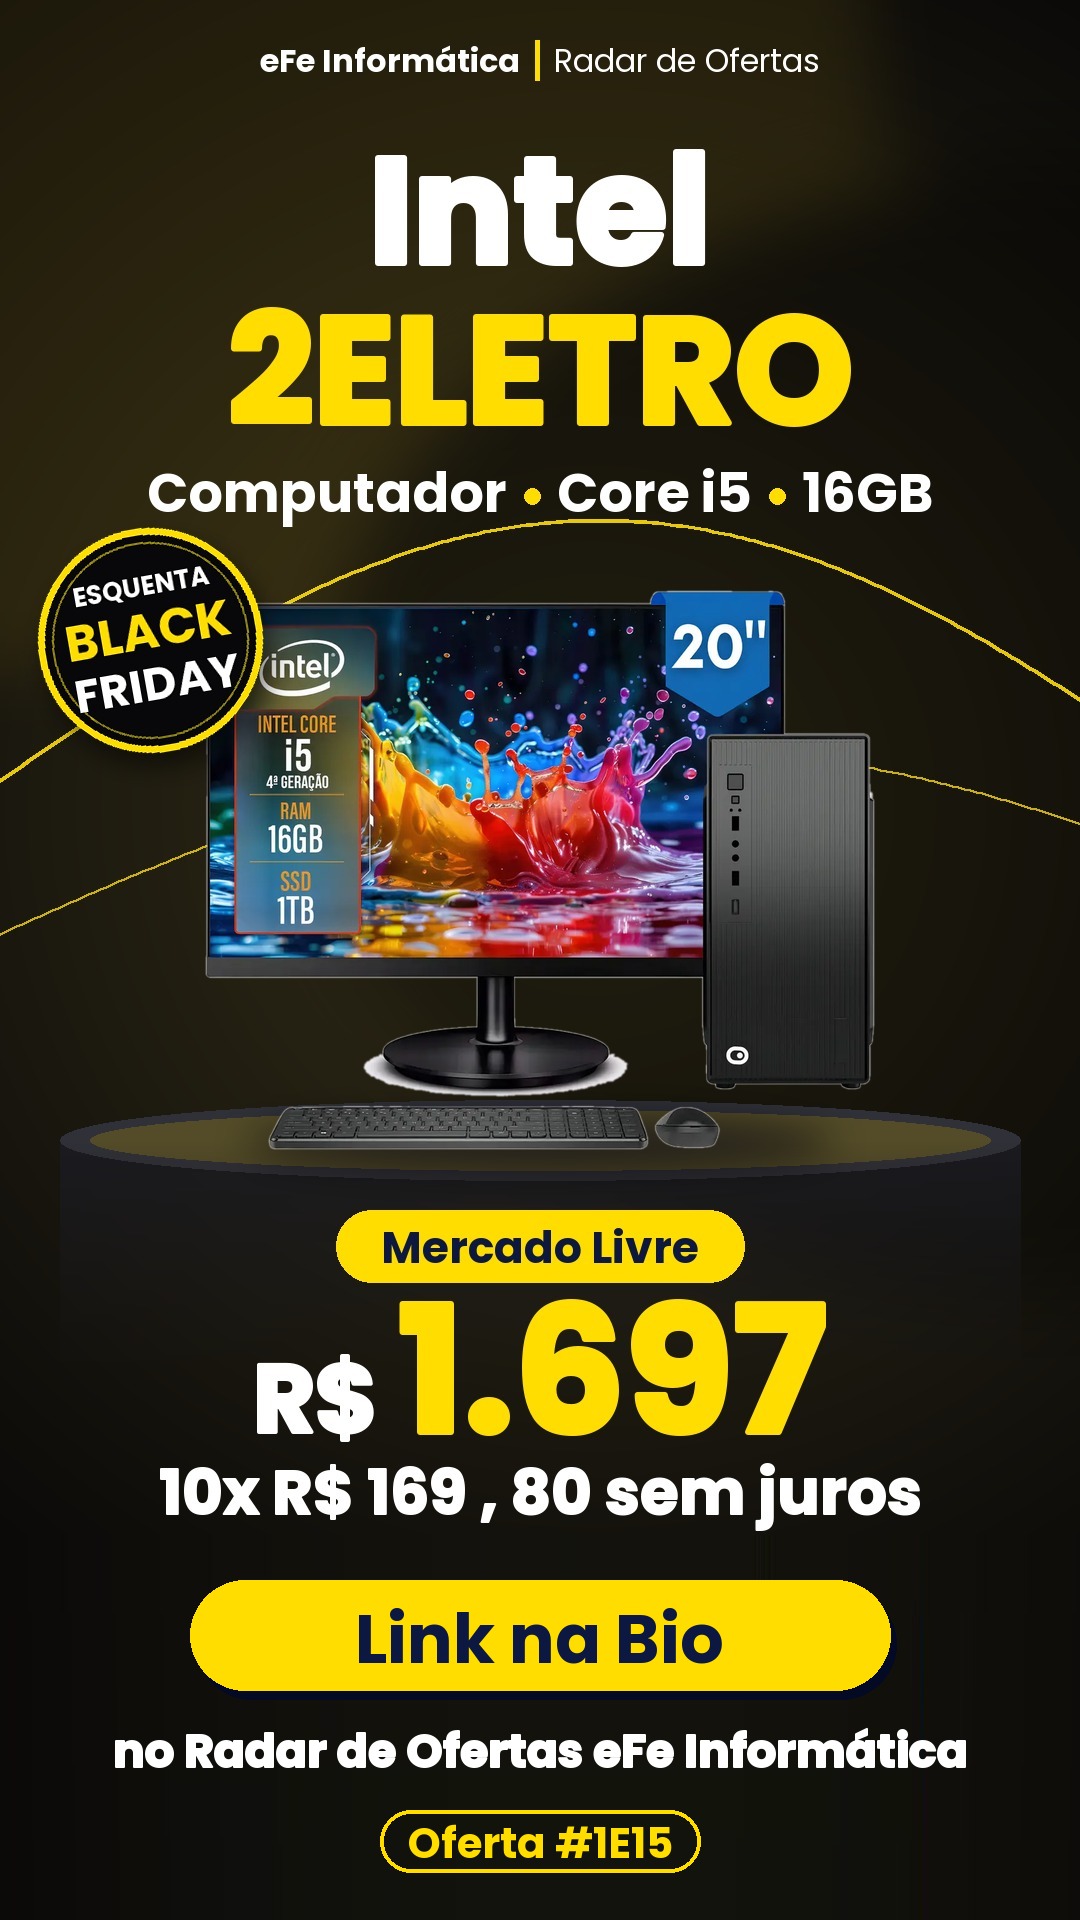 eFe Informática | Radar de Ofertas
Intel
2ELETRO
Computador • Core i5 • 16GB
ESQUENTA
BLACK
FRIDAY
intel
INTEL CORE
i5
4ª GERAÇÃO
RAM
16GB
SSD
1TB
20"
Mercado Livre
R$ 1.697
10x R$ 169 , 80 sem juros
Link na Bio
no Radar de Ofertas eFe Informática
Oferta #1E15